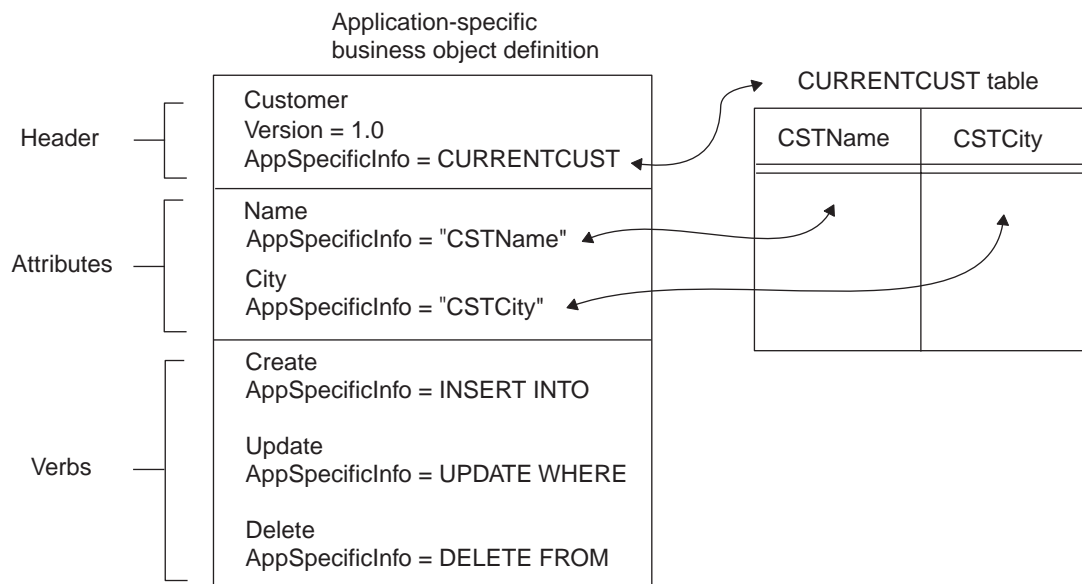 Application-specific
business object definition
Header
Customer
Version = 1.0
AppSpecificInfo = CURRENTCUST
Attributes
Name
AppSpecificInfo = "CSTName"
City
AppSpecificInfo = "CSTCity"
Verbs
Create
AppSpecificInfo = INSERT INTO
Update
AppSpecificInfo = UPDATE WHERE
Delete
AppSpecificInfo = DELETE FROM
CURRENTCUST table
CSTName
CSTCity